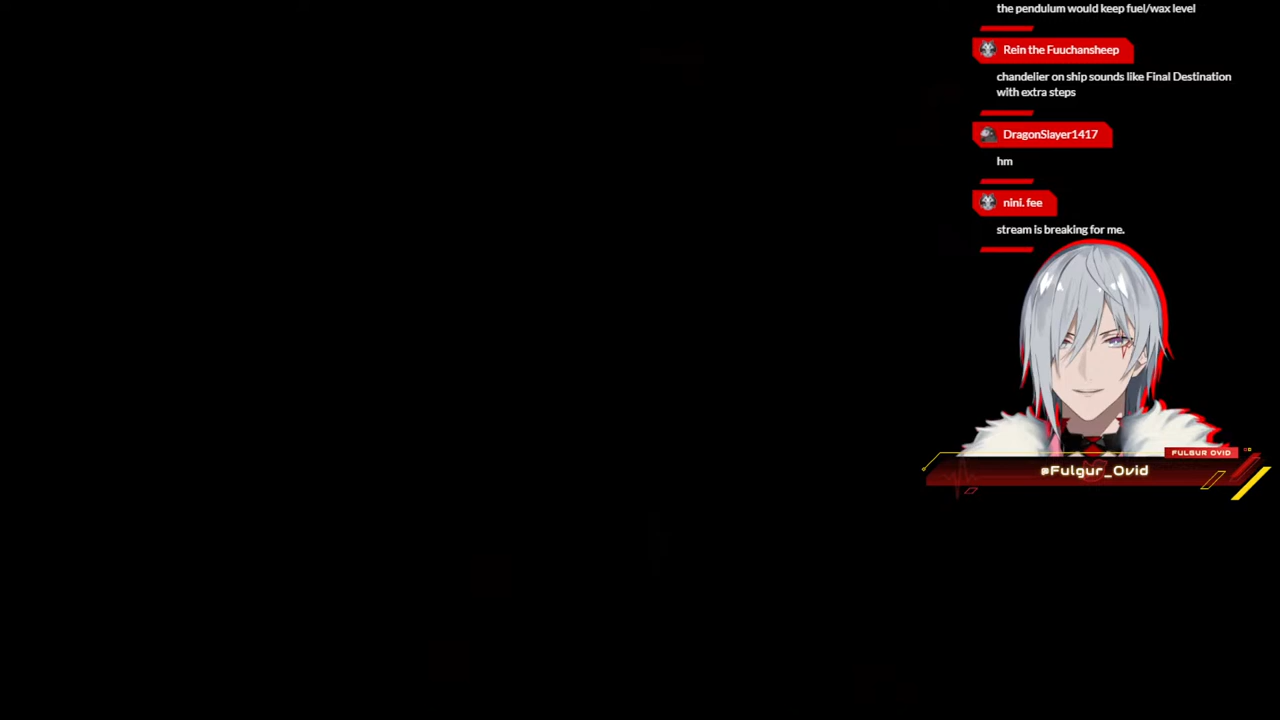 the pendulum would keep fuel/wax level
Rein the Fuuchansheep
chandelier on ship sounds like Final Destination
with extra steps
DragonSlayer1417
hm
nini. fee
stream is breaking for me.
FULGUR OVID
@Fulgur_Ovid